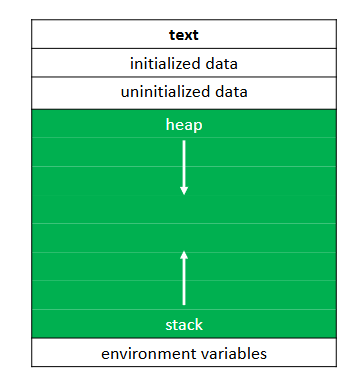 text
initialized data
uninitialized data
heap
stack
environment variables